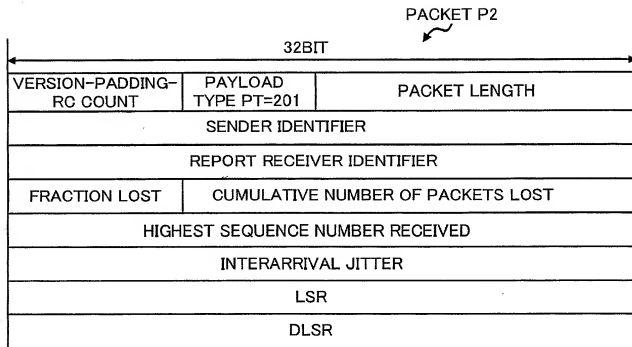 PACKET P2
32BIT
VERSION-PADDING-
RC COUNT
PAYLOAD
TYPE PT=201
PACKET LENGTH
SENDER IDENTIFIER
REPORT RECEIVER IDENTIFIER
FRACTION LOST
CUMULATIVE NUMBER OF PACKETS LOST
HIGHEST SEQUENCE NUMBER RECEIVED
INTERARRIVAL JITTER
LSR
DLSR